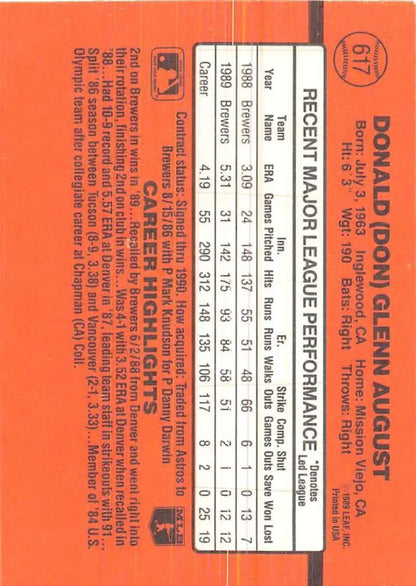 617
DONALD (DON) GLENN AUGUST
Born: July 3, 1963 Inglewood, CA Home: Mission Viejo, CA
Ht: 6' 3" Wgt: 190 Bats: Right Throws: Right
© 1989 LEAF, INC.
Printed in USA
RECENT MAJOR LEAGUE PERFORMANCE
*Denotes
Led League
Team Inn. Er. Strike Comp. Shut
Year Name ERA Games Pitched Hits Runs Runs Walks Outs Games Outs Save Won Lost
1988 Brewers 3.09 24 148 137 55 51 48 66 6 1 0 13 7
1989 Brewers 5.31 31 142 175 93 84 58 51 2 1 0 12 12
Career 4.19 55 290 312 148 135 106 117 8 2 0 25 19
Contract status: Signed thru 1990. How acquired: Traded from Astros to
Brewers 8/15/86 with P Mark Knudson for P Danny Darwin
MLB
CAREER HIGHLIGHTS
2nd on Brewers in wins in '89...Recalled by Brewers 6/2/88 from Denver and went right into
their rotation, finishing 2nd on club in wins...Was 4-1 with 3.52 ERA at Denver when recalled in
'88...Had 10-9 record and 5.57 ERA at Denver in '87, leading team staff in strikeouts with 91...
Split '86 season between Tucson (8-9, 3.38) and Vancouver (2-1, 3.33)...Member of '84 U.S.
Olympic team after collegiate career at Chapman (CA) Coll.